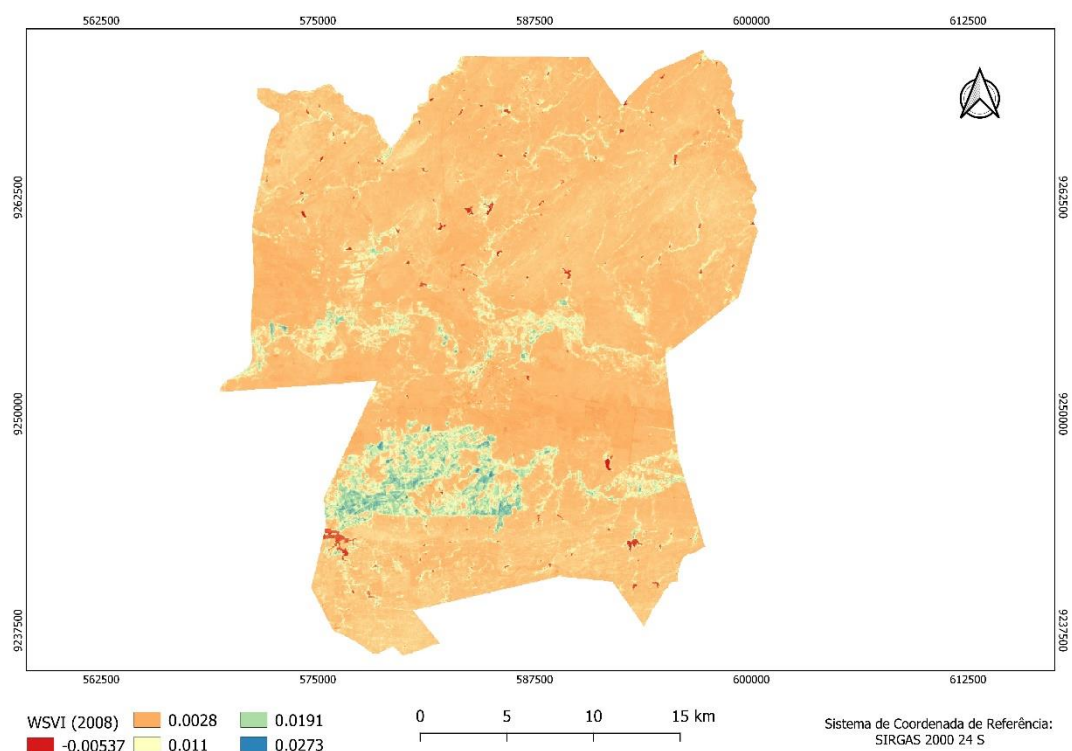 562500 575000 587500 600000 612500
9262500 9262500
9250000 9250000
9237500 9237500
562500 575000 587500 600000 612500
WSVI (2008) 0.0028 0.0191
-0.00537 0.011 0.0273
0 5 10 15 km
Sistema de Coordenada de Referência:
SIRGAS 2000 24 S